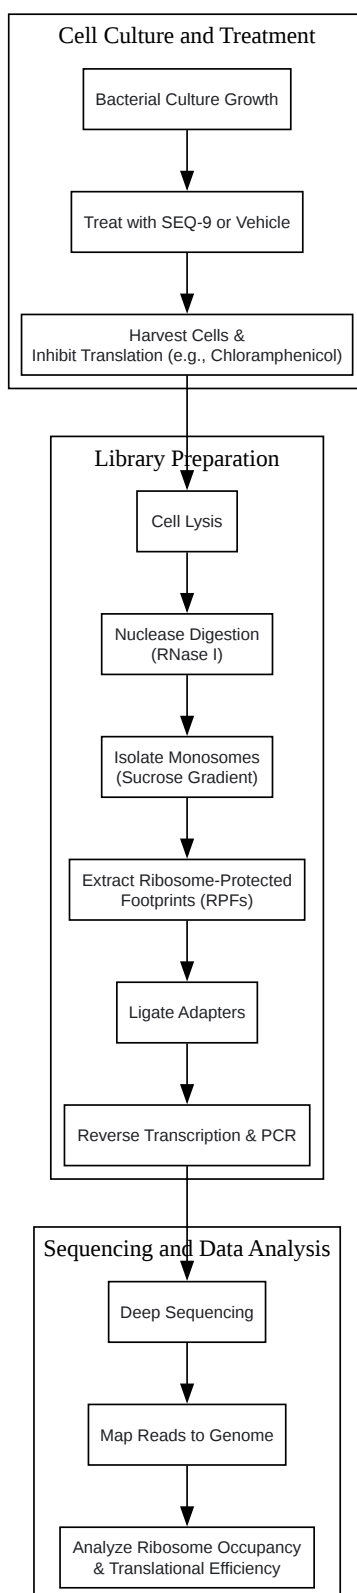 Cell Culture and Treatment
Bacterial Culture Growth
Treat with SEQ-9 or Vehicle
Harvest Cells &
Inhibit Translation (e.g., Chloramphenicol)
Library Preparation
Cell Lysis
Nuclease Digestion
(RNase I)
Isolate Monosomes
(Sucrose Gradient)
Extract Ribosome-Protected
Footprints (RPFs)
Ligate Adapters
Reverse Transcription & PCR
Sequencing and Data Analysis
Deep Sequencing
Map Reads to Genome
Analyze Ribosome Occupancy
& Translational Efficiency